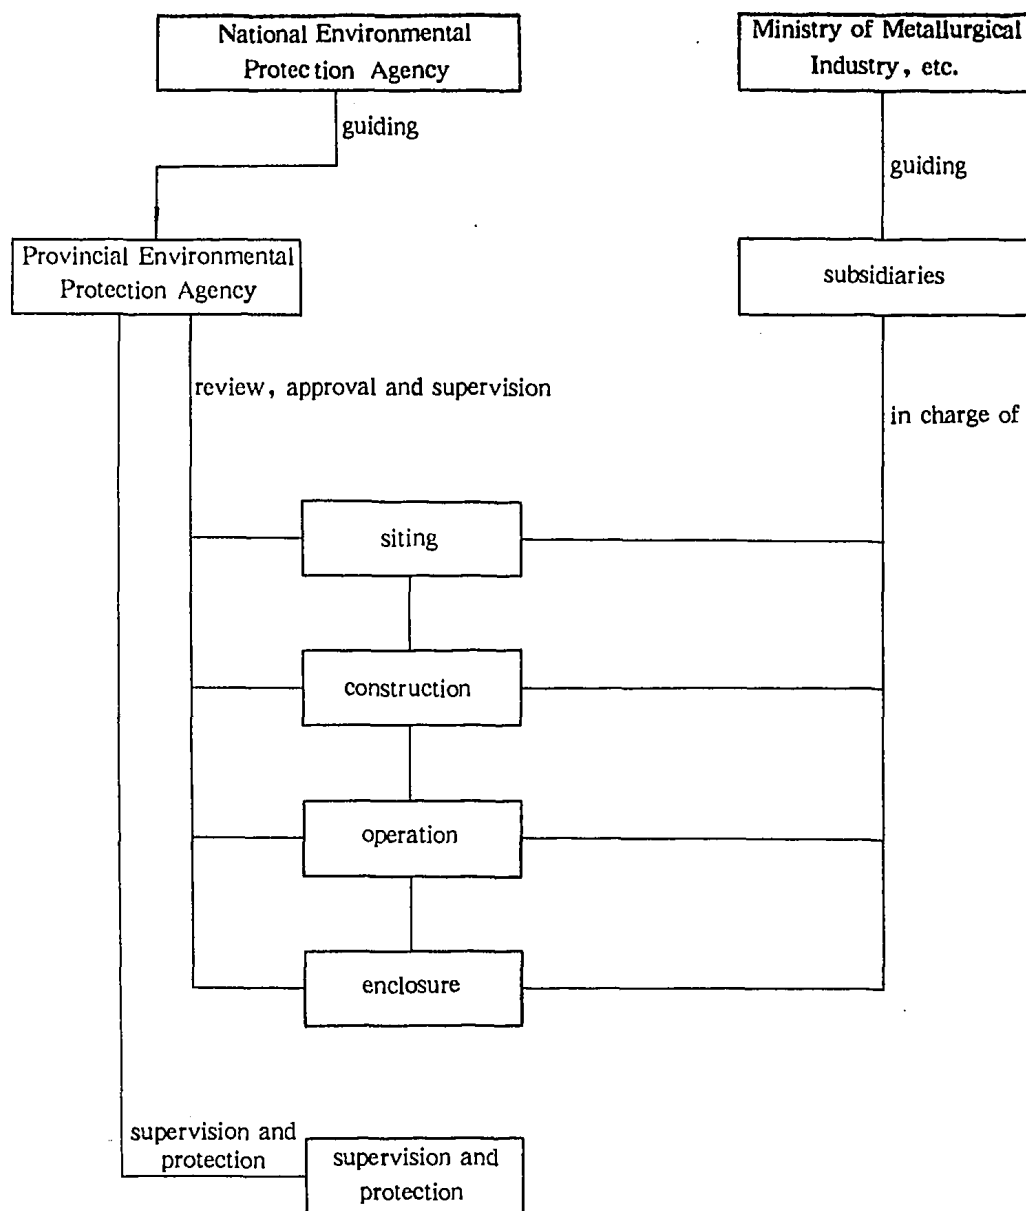 National Environmental
Protection Agency
Ministry of Metallurgical
Industry, etc.
guiding
guiding
Provincial Environmental
Protection Agency
subsidiaries
review, approval and supervision
in charge of
siting
construction
operation
enclosure
supervision and
protection
supervision and
protection